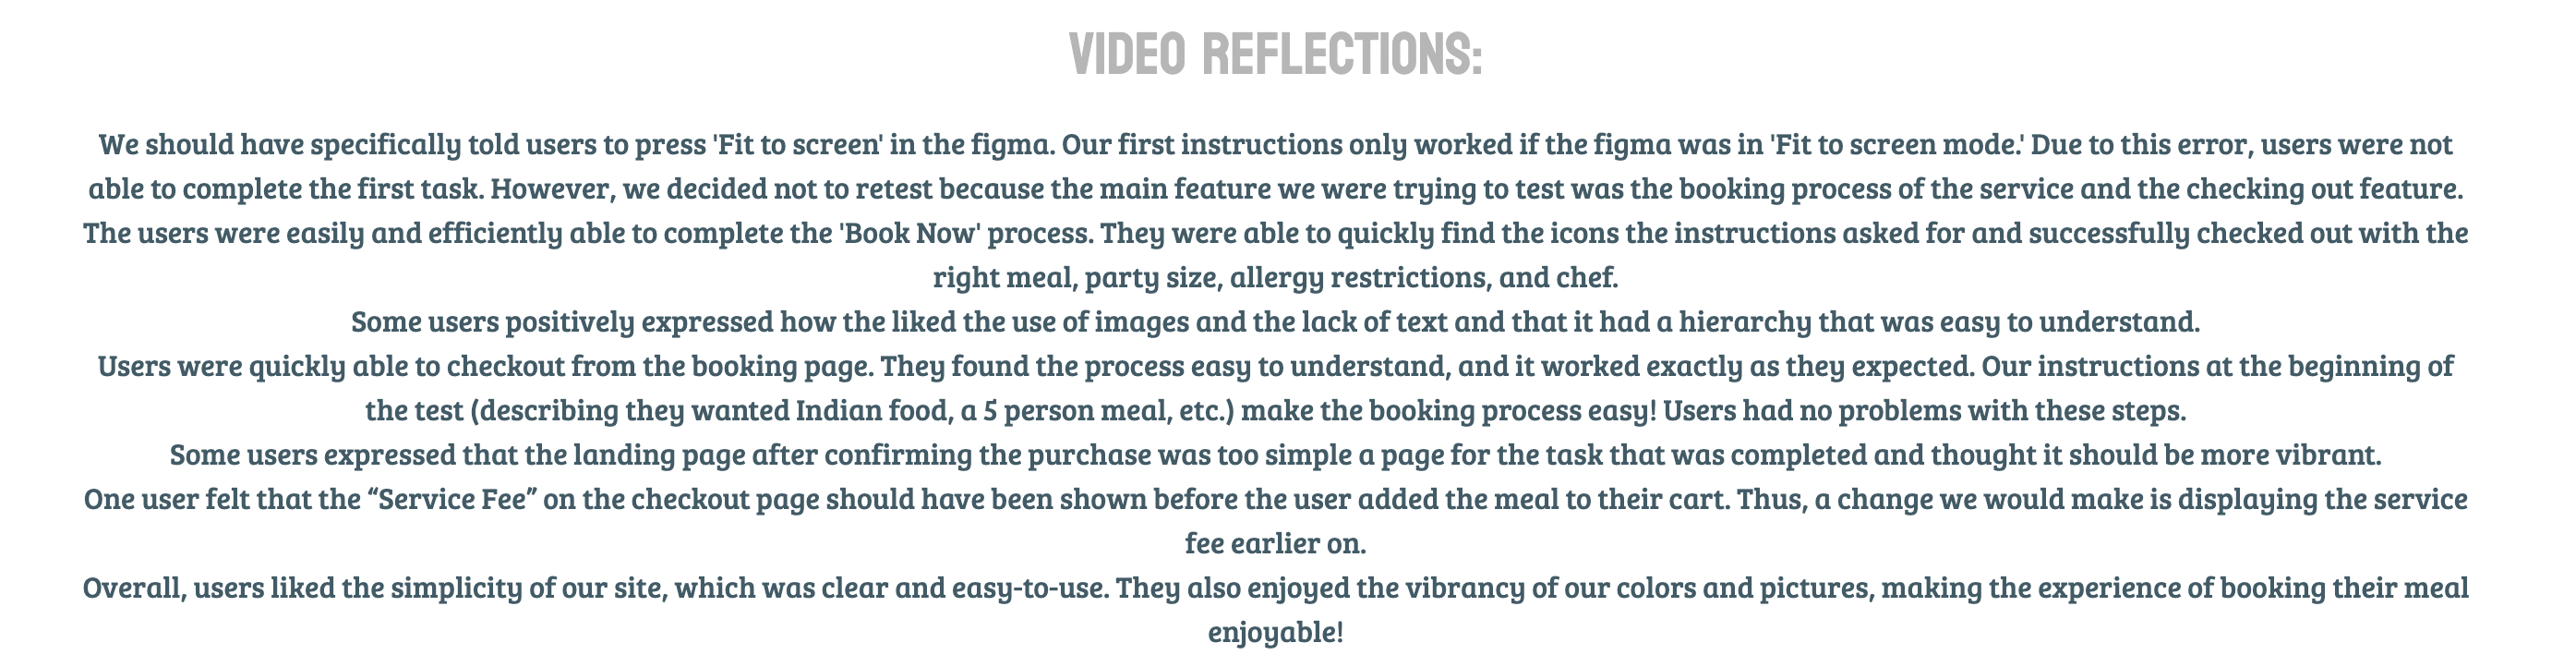 VIDEO REFLECTIONS:
We should have specifically told users to press 'Fit to screen' in the figma. Our first instructions only worked if the figma was in 'Fit to screen mode.' Due to this error, users were not
able to complete the first task. However, we decided not to retest because the main feature we were trying to test was the booking process of the service and the checking out feature.
The users were easily and efficiently able to complete the 'Book Now' process. They were able to quickly find the icons the instructions asked for and successfully checked out with the
right meal, party size, allergy restrictions, and chef.
Some users positively expressed how the liked the use of images and the lack of text and that it had a hierarchy that was easy to understand.
Users were quickly able to checkout from the booking page. They found the process easy to understand, and it worked exactly as they expected. Our instructions at the beginning of
the test (describing they wanted Indian food, a 5 person meal, etc.) make the booking process easy! Users had no problems with these steps.
Some users expressed that the landing page after confirming the purchase was too simple a page for the task that was completed and thought it should be more vibrant.
One user felt that the “Service Fee” on the checkout page should have been shown before the user added the meal to their cart. Thus, a change we would make is displaying the service
fee earlier on.
Overall, users liked the simplicity of our site, which was clear and easy-to-use. They also enjoyed the vibrancy of our colors and pictures, making the experience of booking their meal
enjoyable!